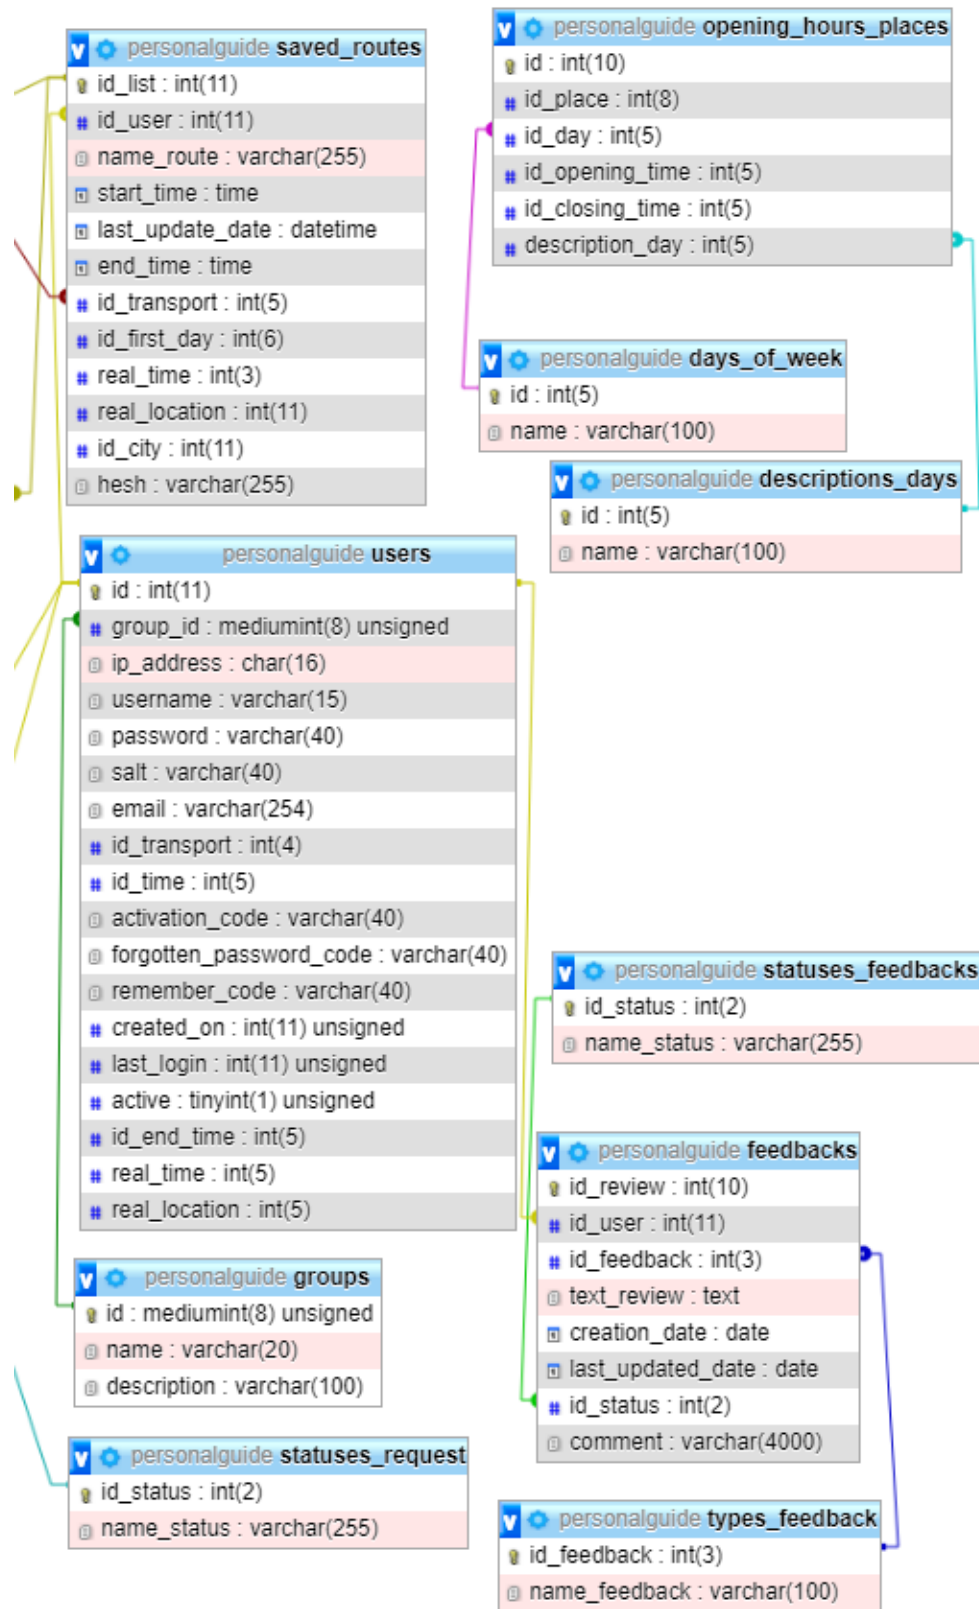 personalguide saved_routes
id_list : int(11)
id_user : int(11)
name_route : varchar(255)
start_time : time
last_update_date : datetime
end_time : time
id_transport : int(5)
id_first_day : int(6)
real_time : int(3)
real_location : int(11)
id_city : int(11)
hesh : varchar(255)
personalguide opening_hours_places
id : int(10)
id_place : int(8)
id_day : int(5)
id_opening_time : int(5)
id_closing_time : int(5)
description_day : int(5)
personalguide days_of_week
id : int(5)
name : varchar(100)
personalguide descriptions_days
id : int(5)
name : varchar(100)
personalguide users
id : int(11)
group_id : mediumint(8) unsigned
ip_address : char(16)
username : varchar(15)
password : varchar(40)
salt : varchar(40)
email : varchar(254)
id_transport : int(4)
id_time : int(5)
activation_code : varchar(40)
forgotten_password_code : varchar(40)
remember_code : varchar(40)
created_on : int(11) unsigned
last_login : int(11) unsigned
active : tinyint(1) unsigned
id_end_time : int(5)
real_time : int(5)
real_location : int(5)
personalguide statuses_feedbacks
id_status : int(2)
name_status : varchar(255)
personalguide feedbacks
id_review : int(10)
id_user : int(11)
id_feedback : int(3)
text_review : text
creation_date : date
last_updated_date : date
id_status : int(2)
comment : varchar(4000)
personalguide groups
id : mediumint(8) unsigned
name : varchar(20)
description : varchar(100)
personalguide statuses_request
id_status : int(2)
name_status : varchar(255)
personalguide types_feedback
id_feedback : int(3)
name_feedback : varchar(100)